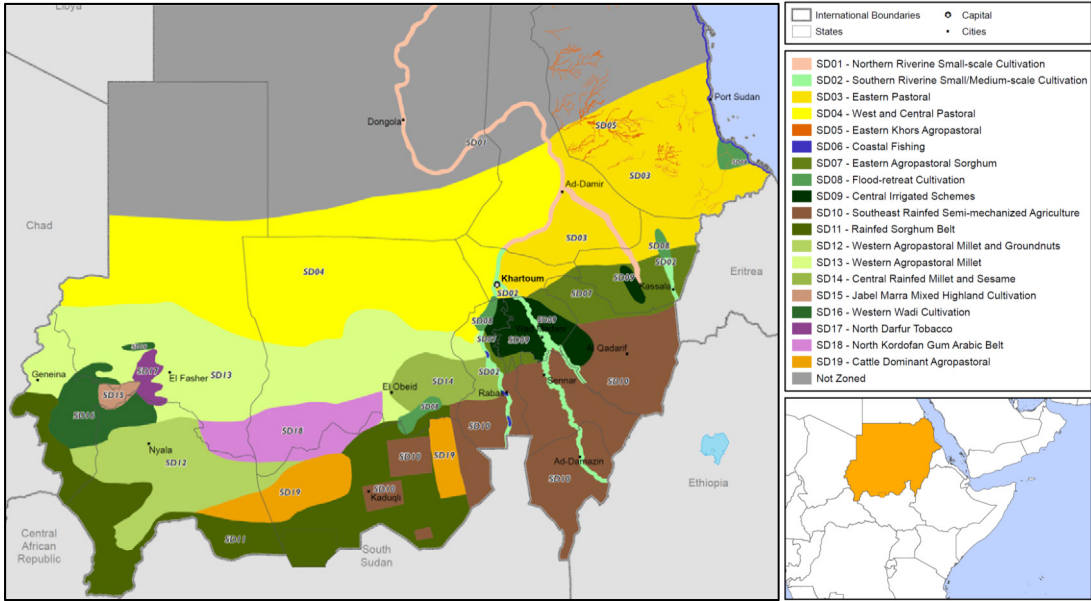 Libya
Port Sudan
Dongola
SD01
SD05
SD03
Ad-Damir
Chad
SD03
SD08
SD02
SD04
Khartoum
SD02
Eritrea
SD09
Kassala
SD07
SD09
SD08
SD09
SD07
Qadarif
SD16
SD17
El Fasher
SD13
Geneina
SD15
SD14
SD02
El Obeid
Sennar
SD10
Rabak
SD16
SD08
SD18
SD10
Nyala
SD12
SD10
SD19
Ad-Damazin
SD10
SD19
SD10
Kaduqli
Ethiopia
Central
African
Republic
SD11
South
Sudan
International Boundaries
Capital
States
Cities
SD01 - Northern Riverine Small-scale Cultivation
SD02 - Southern Riverine Small/Medium-scale Cultivation
SD03 - Eastern Pastoral
SD04 - West and Central Pastoral
SD05 - Eastern Khors Agropastoral
SD06 - Coastal Fishing
SD07 - Eastern Agropastoral Sorghum
SD08 - Flood-retreat Cultivation
SD09 - Central Irrigated Schemes
SD10 - Southeast Rainfed Semi-mechanized Agriculture
SD11 - Rainfed Sorghum Belt
SD12 - Western Agropastoral Millet and Groundnuts
SD13 - Western Agropastoral Millet
SD14 - Central Rainfed Millet and Sesame
SD15 - Jabel Marra Mixed Highland Cultivation
SD16 - Western Wadi Cultivation
SD17 - North Darfur Tobacco
SD18 - North Kordofan Gum Arabic Belt
SD19 - Cattle Dominant Agropastoral
Not Zoned